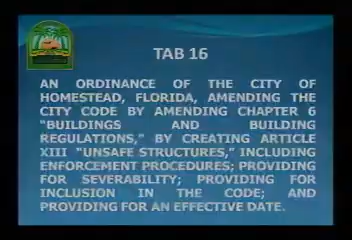 TAB 16
AN ORDINANCE OF THE CITY OF
HOMESTEAD, FLORIDA, AMENDING THE
CITY CODE BY AMENDING CHAPTER 6
"BUILDINGS AND BUILDING
REGULATIONS," BY CREATING ARTICLE
XIII "UNSAFE STRUCTURES," INCLUDING
ENFORCEMENT PROCEDURES; PROVIDING
FOR SEVERABILITY; PROVIDING FOR
INCLUSION IN THE CODE; AND
PROVIDING FOR AN EFFECTIVE DATE.